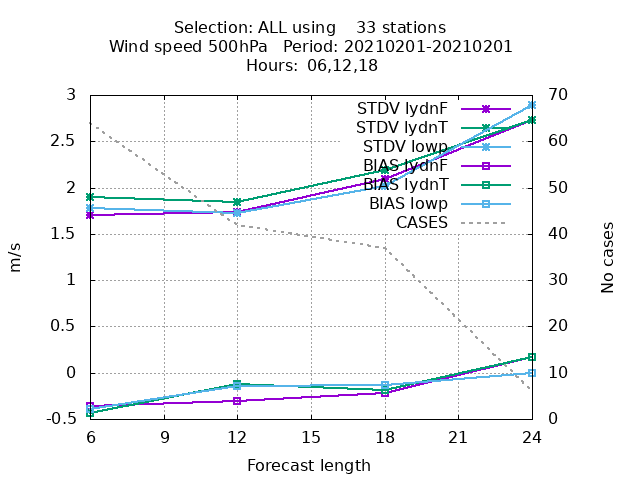 Selection: ALL using 33 stations
Wind speed 500hPa Period: 20210201-20210201
Hours: 06,12,18
3
2.5
2
1.5
1
0.5
0
-0.5
70
60
50
40
30
20
10
0
STDV lydnF
STDV lydnT
STDV lowp
BIAS lydnF
BIAS lydnT
BIAS lowp
CASES
m/s
No cases
6 9 12 15 18 21 24
Forecast length